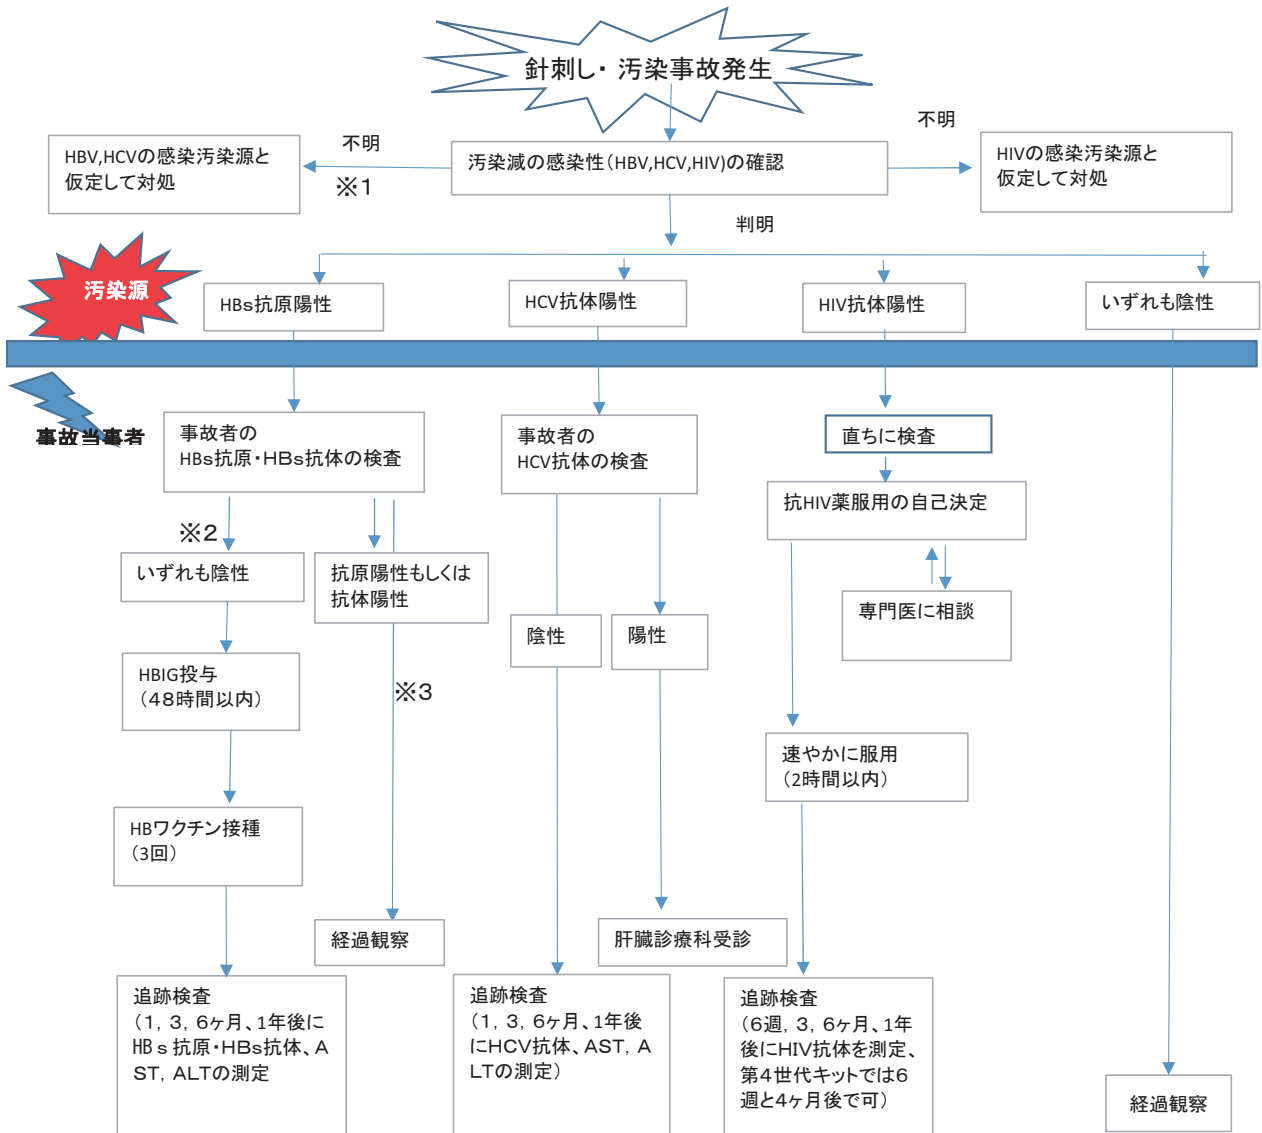 針刺し・汚染事故発生
不明
不明
HBV,HCVの感染汚染源と
仮定して対処
※1
汚染減の感染性(HBV,HCV,HIV)の確認
HIVの感染汚染源と
仮定して対処
判明
汚染源
HBs抗原陽性
HCV抗体陽性
HIV抗体陽性
いずれも陰性
事故当事者
事故者の
HBs抗原・HBs抗体の検査
事故者の
HCV抗体の検査
直ちに検査
抗HIV薬服用の自己決定
※2
いずれも陰性
抗原陽性もしくは
抗体陽性
専門医に相談
陰性
陽性
HBIG投与
(48時間以内)
※3
速やかに服用
(2時間以内)
HBワクチン接種
(3回)
経過観察
肝臓診療科受診
追跡検査
(1, 3, 6ヶ月、1年後に
HBs抗原・HBs抗体、A
ST, ALTの測定
追跡検査
(1, 3, 6ヶ月、1年後
にHCV抗体、AST, A
LTの測定)
追跡検査
(6週, 3, 6ヶ月、1年
後にHIV抗体を測定、
第4世代キットでは6
週と4ヶ月後で可)
経過観察